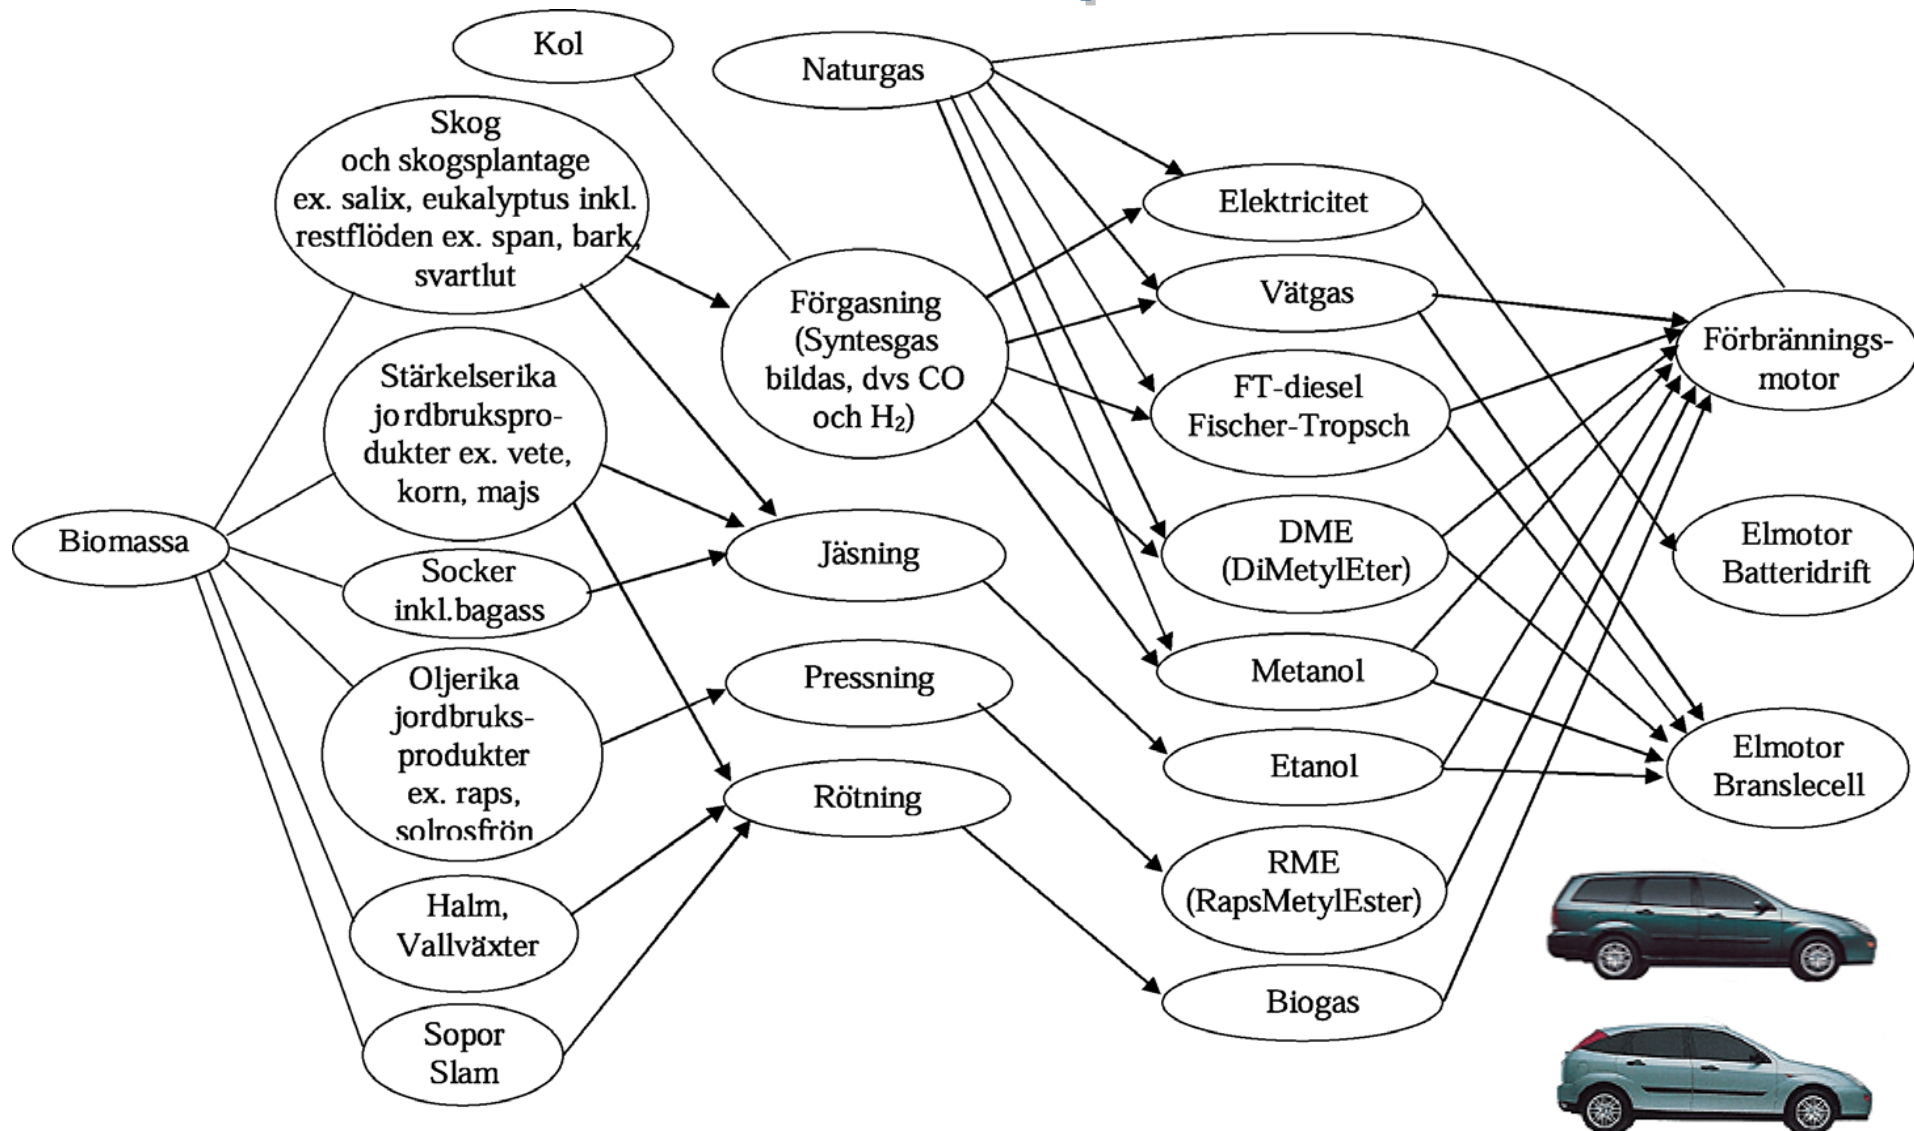 Kol
Naturgas
Skog
och skogsplantage
ex. salix, eukalyptus inkl.
restflöden ex. span, bark,
svartlut
Stärkelserika
jordbrukspro-
dukter ex. vete,
korn, majs
Biomassa
Socker
inkl.bagass
Oljerika
jordbruks-
produkter
ex. raps,
solrosfrön
Halm,
Vallväxter
Sopor
Slam
Förgasning
(Syntesgas
bildas, dvs CO
och H₂)
Jäsning
Pressning
Rötning
Elektricitet
Vätgas
FT-diesel
Fischer-Tropsch
DME
(DiMetylEter)
Metanol
Etanol
RME
(RapsMetylEster)
Biogas
Förbrännings-
motor
Elmotor
Batteridrift
Elmotor
Branslecell